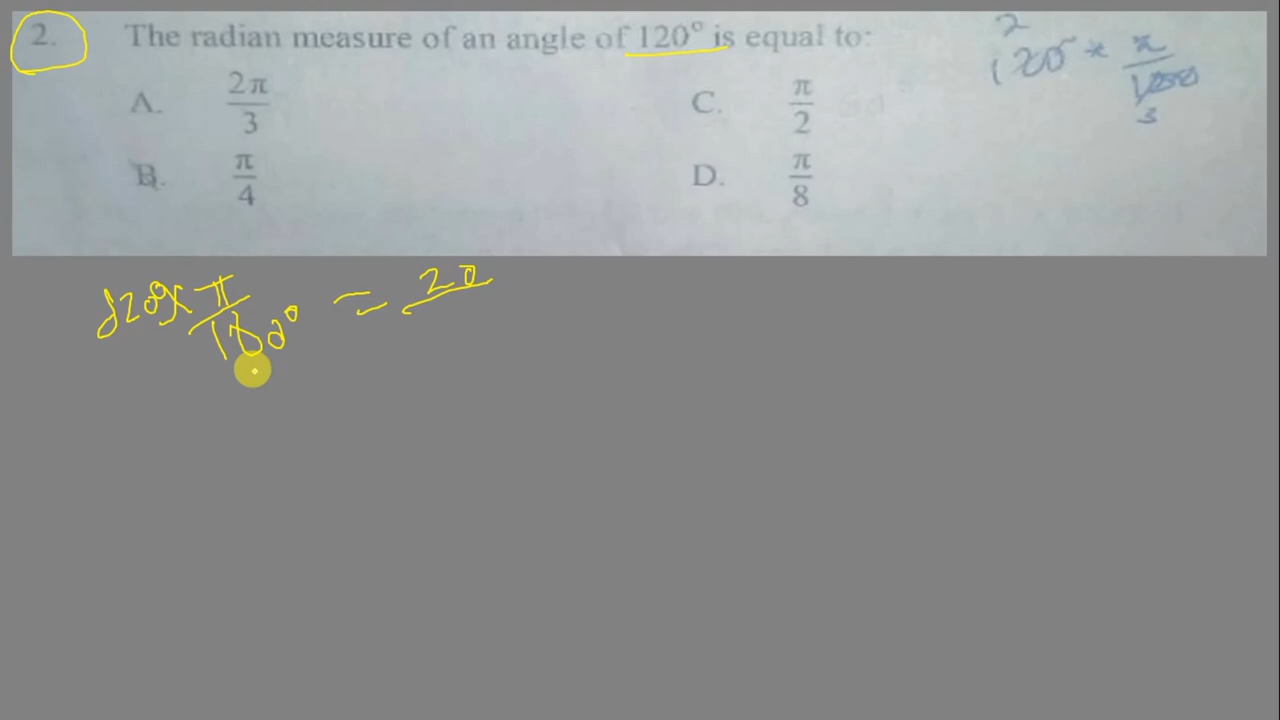 2. The radian measure of an angle of 120° is equal to:
A. 2π/3 C. π/2
B. π/4 D. π/8
2
120 * π/180
3
120° × π/180° = 2π